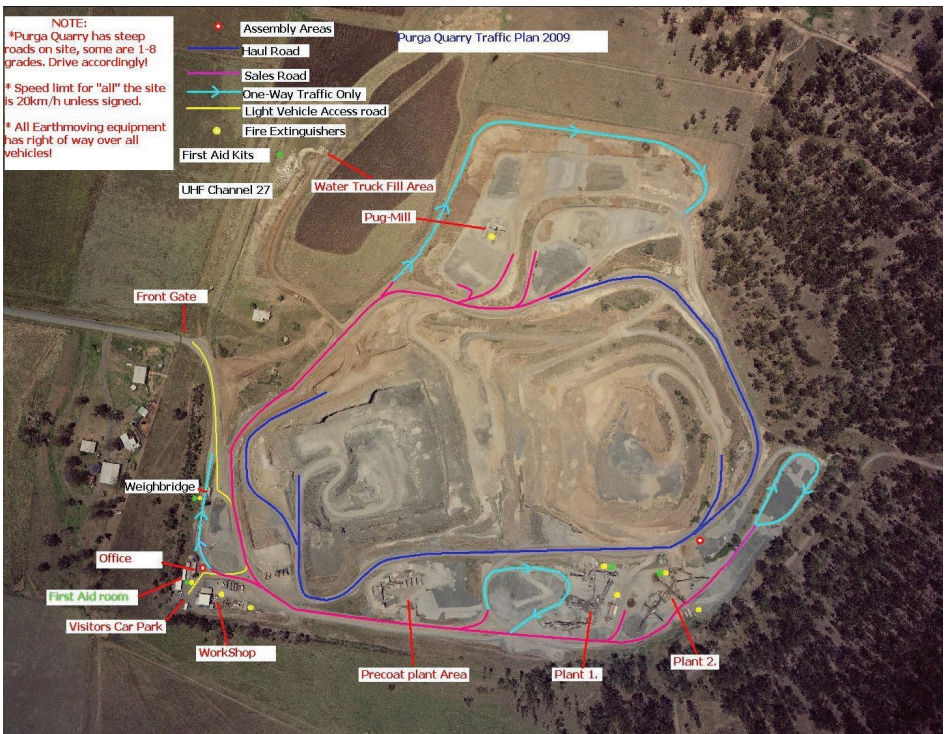 NOTE:
*Purga Quarry has steep
roads on site, some are 1-8
grades. Drive accordingly!
* Speed limt for "all" the site
is 20km/h unless signed.
* All Earthmoving equipment
has right of way over all
vehicles!
Assembly Areas
Haul Road
Sales Road
One-Way Traffic Only
Light Vehicle Access road
Fire Extinguishers
First Aid Kits
UHF Channel 27
Purga Quarry Traffic Plan 2009
Water Truck Fill Area
Pug-Mill
Front Gate
Weighbridge
Office
First Aid room
Visitors Car Park
WorkShop
Precoat plant Area
Plant 1.
Plant 2.